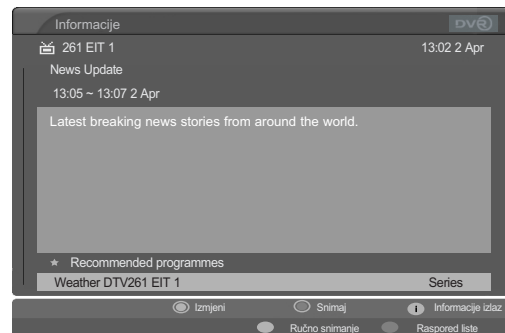 Informacije DVR
261 EIT 1 13:02 2 Apr
News Update
13:05 ~ 13:07 2 Apr
Latest breaking news stories from around the world.
Recommended programmes
Weather DTV261 EIT 1 Series
Izmjeni Snimaj i Informacije izlaz
Ručno snimanje Raspored liste